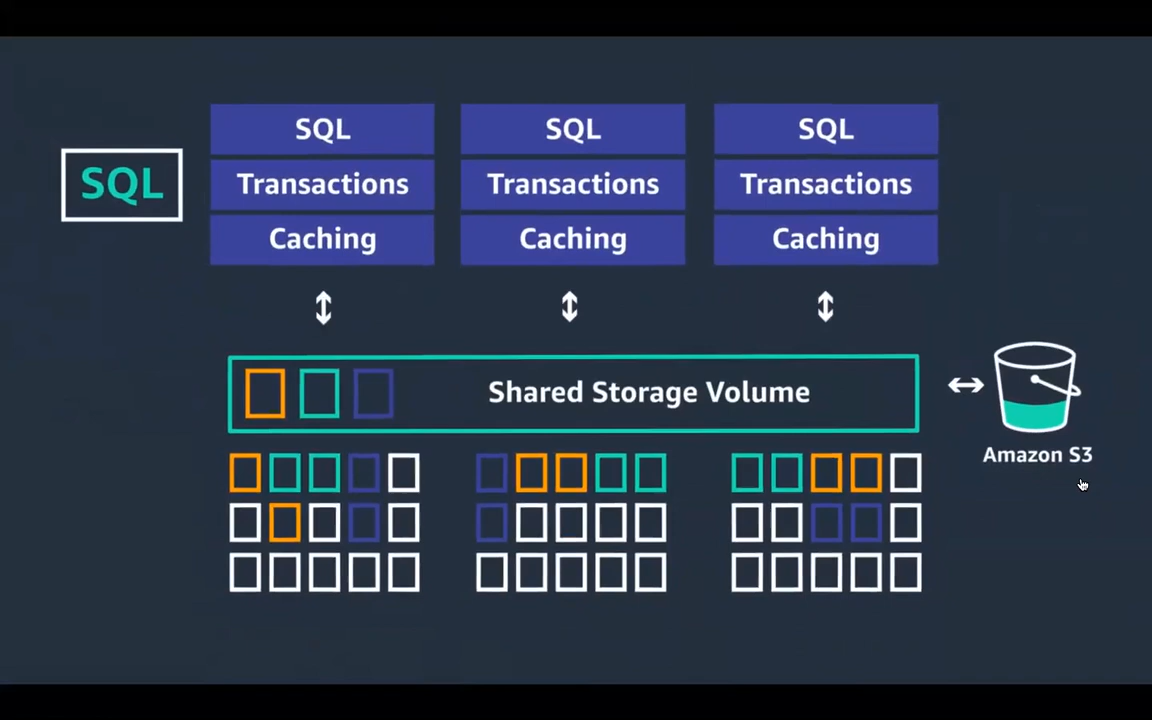 SQL
SQL
SQL
SQL
Transactions
Transactions
Transactions
Caching
Caching
Caching
Shared Storage Volume
Amazon S3